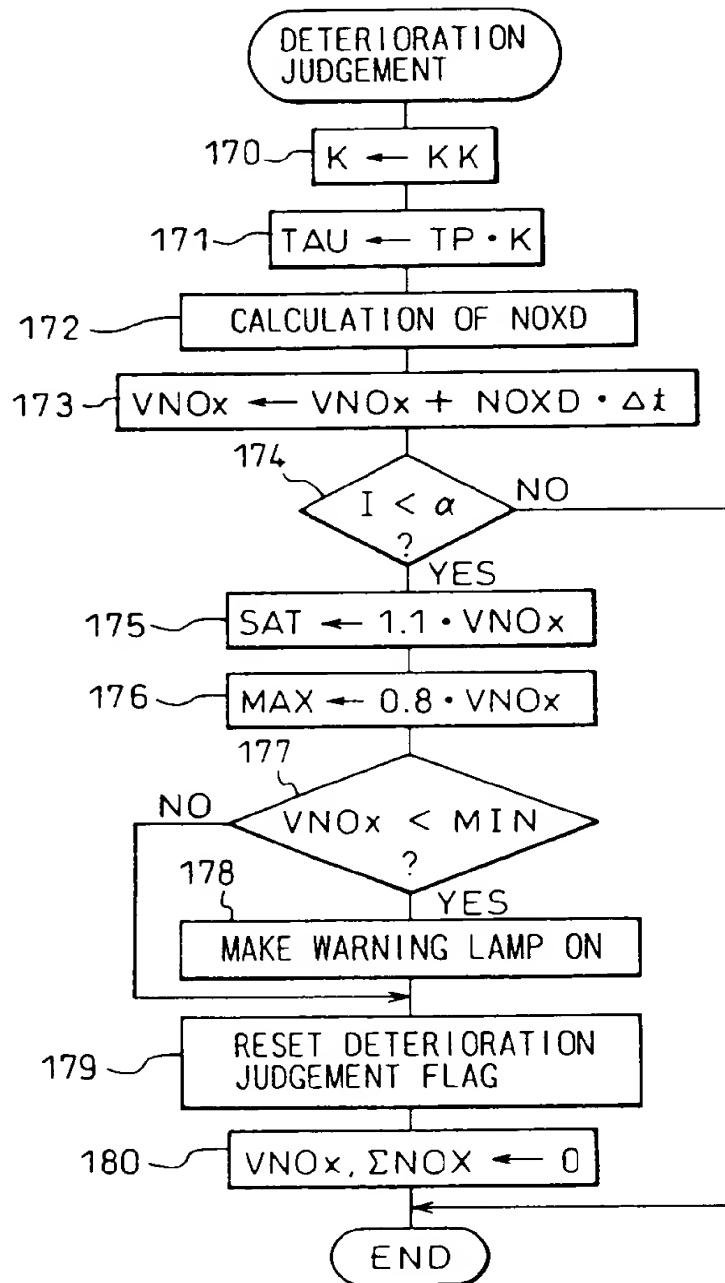 DETERIORATION
JUDGEMENT
170
K ← KK
171
TAU ← TP・K
172
CALCULATION OF NOXD
173
VNOx ← VNOx + NOXD・Δt
174
I < α
?
NO
YES
175
SAT ← 1.1・VNOx
176
MAX ← 0.8・VNOx
177
NO
VNOx < MIN
?
178
YES
MAKE WARNING LAMP ON
179
RESET DETERIORATION
JUDGEMENT FLAG
180
VNOx, ΣNOX ← 0
END